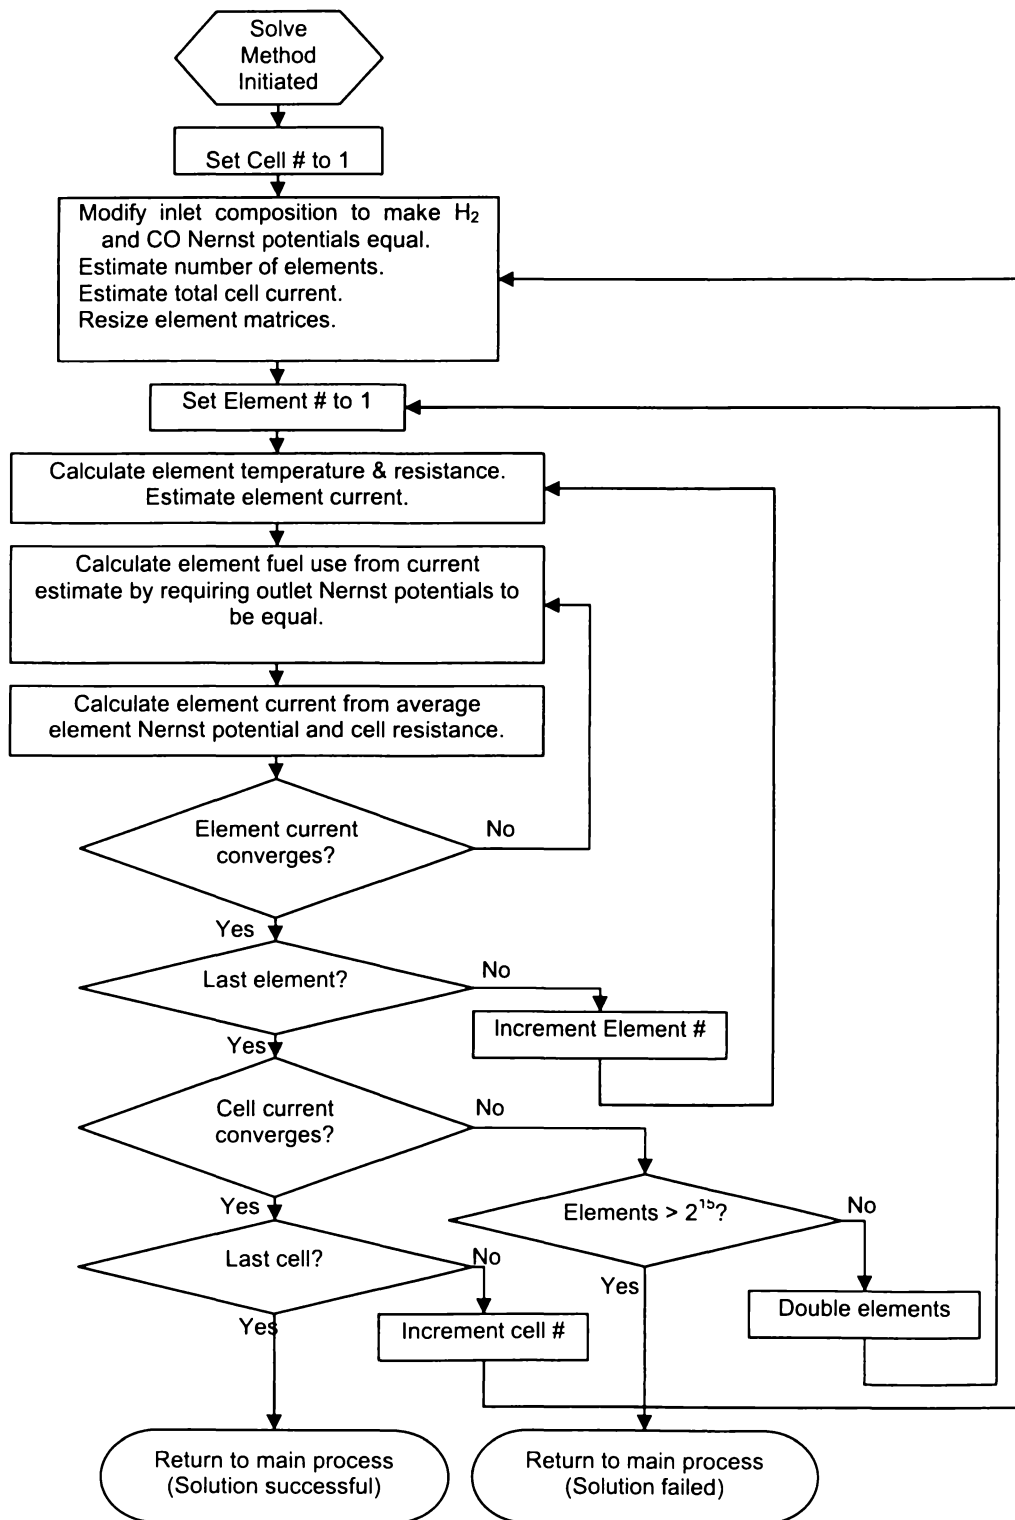 Solve
Method
Initiated
Set Cell # to 1
Modify inlet composition to make H₂
and CO Nernst potentials equal.
Estimate number of elements.
Estimate total cell current.
Resize element matrices.
Set Element # to 1
Calculate element temperature & resistance.
Estimate element current.
Calculate element fuel use from current
estimate by requiring outlet Nernst potentials to
be equal.
Calculate element current from average
element Nernst potential and cell resistance.
Element current
converges?
No
Yes
Last element?
No
Increment Element #
Yes
Cell current
converges?
No
Yes
Elements > 2¹⁵?
No
Last cell?
No
Yes
Double elements
Yes
Increment cell #
Return to main process
(Solution successful)
Return to main process
(Solution failed)